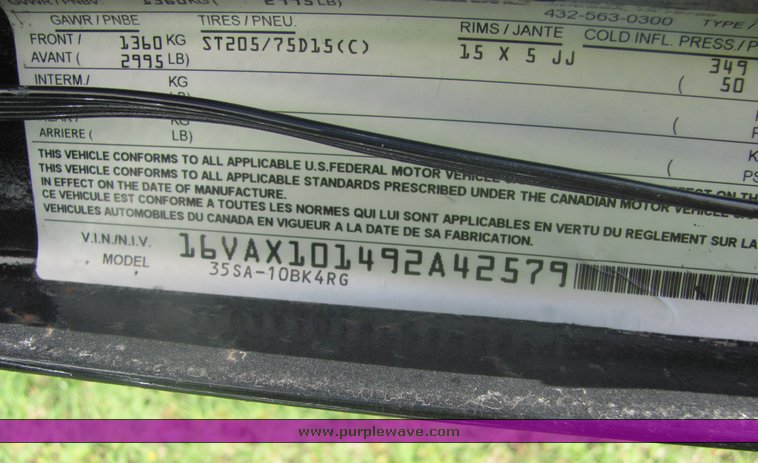 1360KG 2995LB)
432-563-0300 TYPE /
GAWR / PNBE TIRES / PNEU. RIMS / JANTE COLD INFL. PRESS./P
FRONT / 1360 KG ST205/75D15(C) 15 X 5 JJ 349
AVANT ( 2995 LB) ( 50
INTERM./ KG
(
ARRIERE ( LB) (
THIS VEHICLE CONFORMS TO ALL APPLICABLE U.S.FEDERAL MOTOR VEHICLE
THIS VEHICLE CONFORMS TO ALL APPLICABLE STANDARDS PRESCRIBED UNDER THE CANADIAN MOTOR VEHICLE
IN EFFECT ON THE DATE OF MANUFACTURE.
CE VEHICULE EST CONFORME A TOUTES LES NORMES QUI LUI SONT APPLICABLES EN VERTU DU REGLEMENT SUR LA
VEHICULES AUTOMOBILES DU CANADA EN VIGUEUR A LA DATE DE SA FABRICATION.
V.I.N./N.I.V. 16VAX101492A42579
MODEL 35SA-10BK4RG
www.purplewave.com